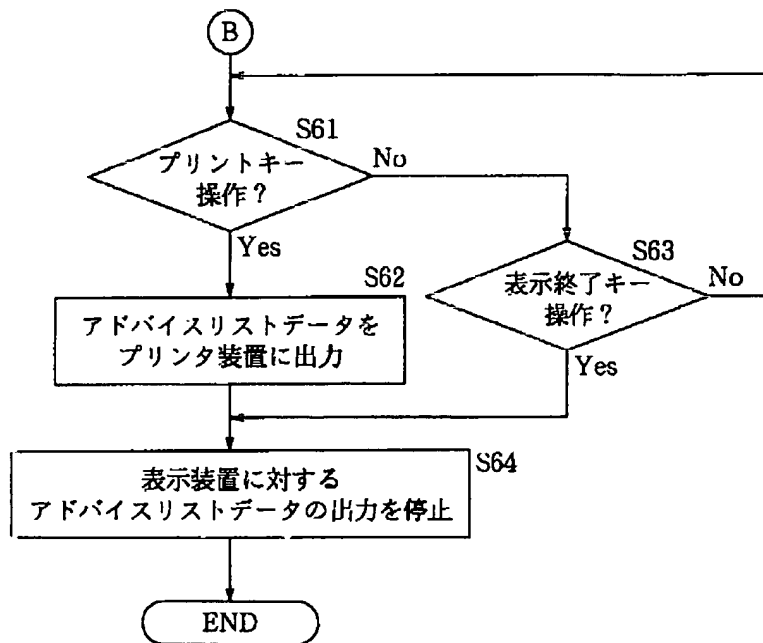 B
S61
プリントキー
操作？
No
Yes
S63
表示終了キー
操作？
No
Yes
S62
アドバイスリストデータを
プリンタ装置に出力
S64
表示装置に対する
アドバイスリストデータの出力を停止
END